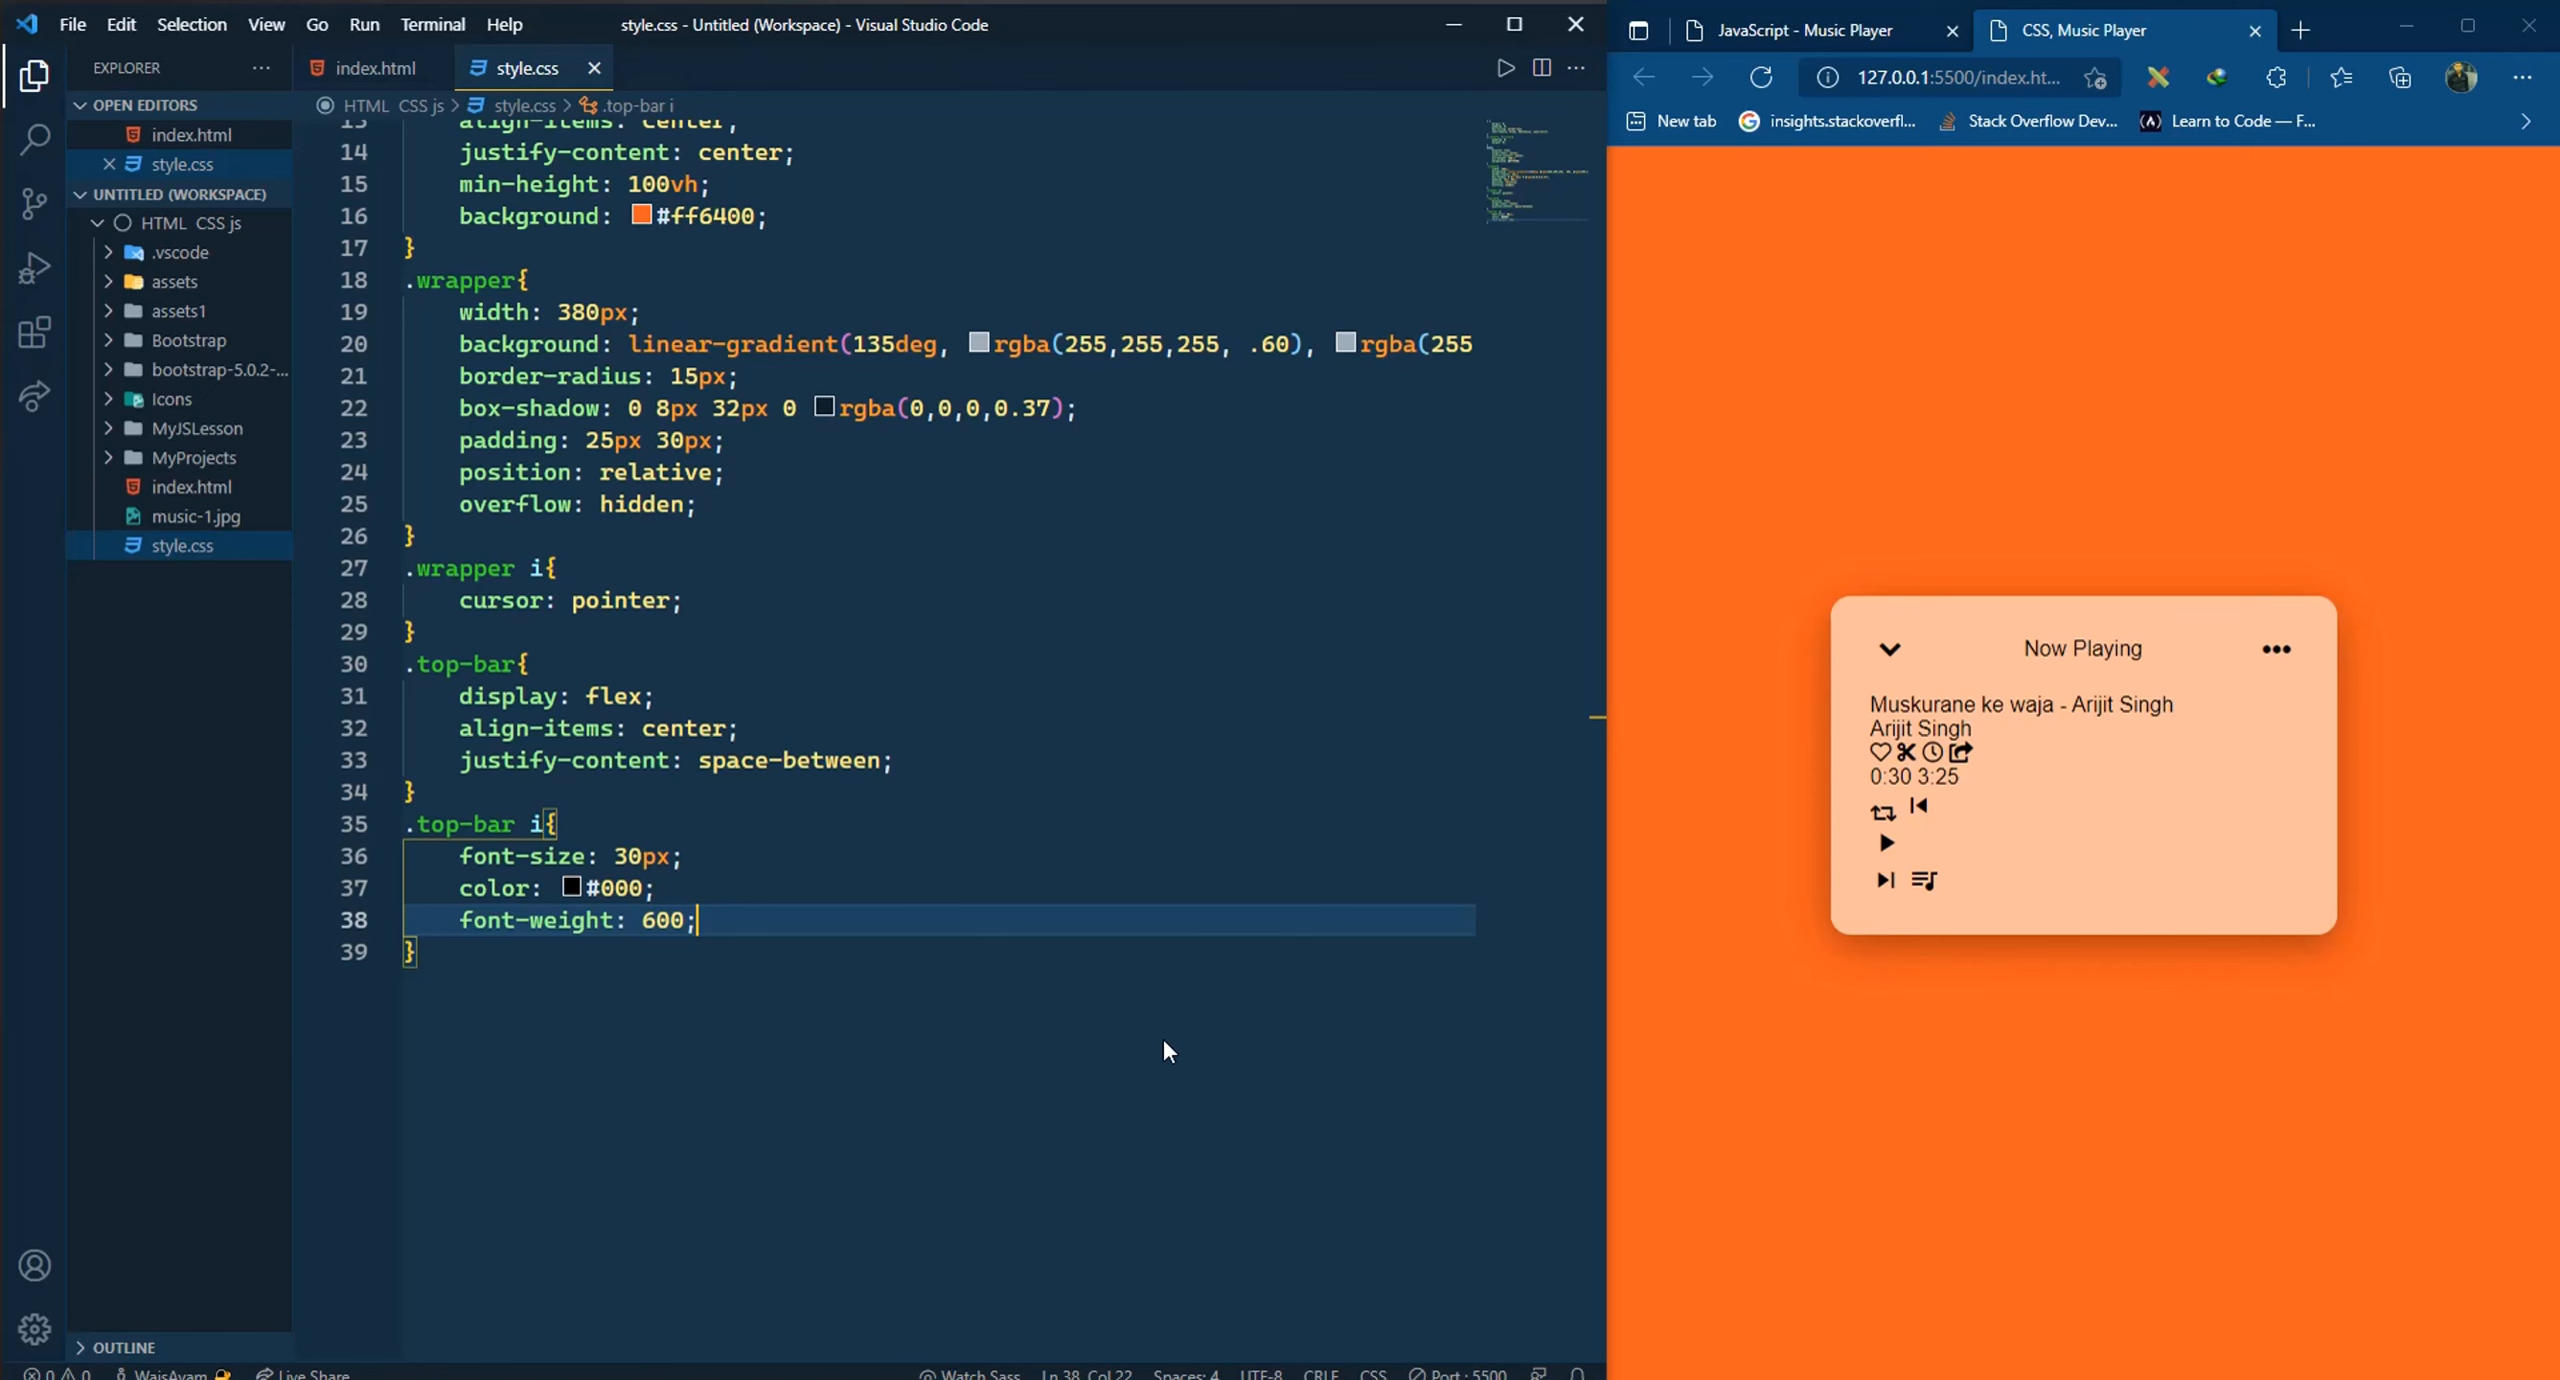 File Edit Selection View Go Run Terminal Help
style.css - Untitled (Workspace) - Visual Studio Code
EXPLORER
OPEN EDITORS
index.html
style.css
UNTITLED (WORKSPACE)
HTML CSS js
.vscode
assets
assets1
Bootstrap
bootstrap-5.0.2-...
Icons
MyJSLesson
MyProjects
index.html
music-1.jpg
style.css
OUTLINE
index.html
style.css
HTML CSS js > style.css > .top-bar i
13 align-items: center;
14 justify-content: center;
15 min-height: 100vh;
16 background: #ff6400;
17 }
18 .wrapper{
19 width: 380px;
20 background: linear-gradient(135deg, rgba(255,255,255, .60), rgba(255
21 border-radius: 15px;
22 box-shadow: 0 8px 32px 0 rgba(0,0,0,0.37);
23 padding: 25px 30px;
24 position: relative;
25 overflow: hidden;
26 }
27 .wrapper i{
28 cursor: pointer;
29 }
30 .top-bar{
31 display: flex;
32 align-items: center;
33 justify-content: space-between;
34 }
35 .top-bar i{
36 font-size: 30px;
37 color: #000;
38 font-weight: 600;
39 }
0 0 WaisAyam Live Share
Watch Sass Ln 38, Col 22 Spaces: 4 UTF-8 CRLF CSS Port : 5500
JavaScript - Music Player
CSS, Music Player
127.0.0.1:5500/index.ht...
New tab
insights.stackoverfl...
Stack Overflow Dev...
Learn to Code — F...
Now Playing
Muskurane ke waja - Arijit Singh
Arijit Singh
0:30 3:25